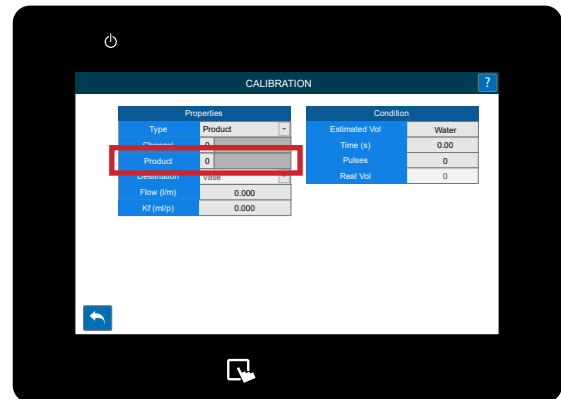 CALIBRATION ?
Properties
Type Product
Channel 0
Product 0
Destination Vase
Flow (l/m) 0.000
Kf (ml/p) 0.000
Condition
Estimated Vol Water
Time (s) 0.00
Pulses 0
Real Vol 0